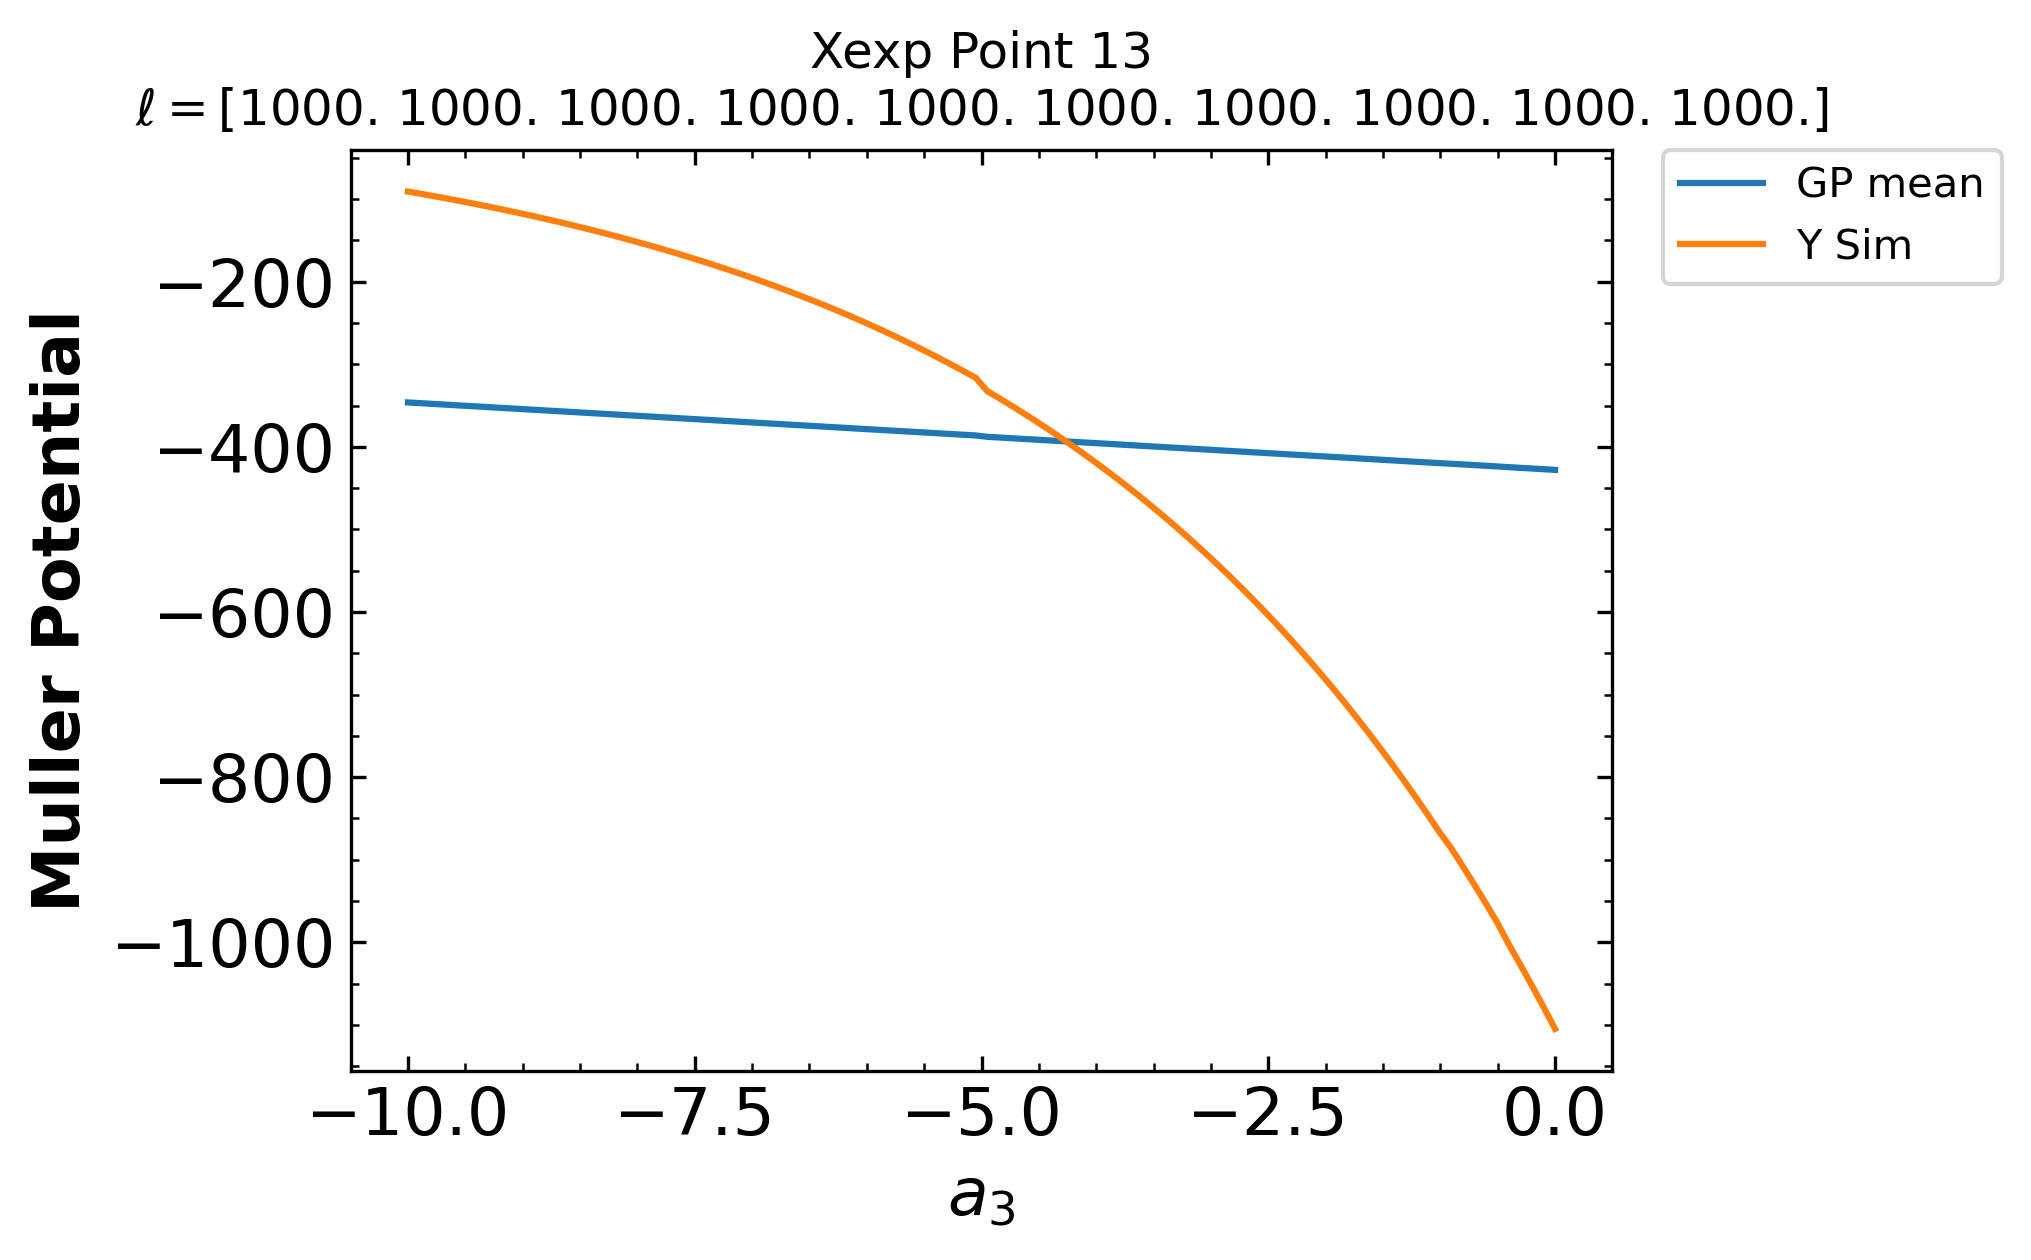 Xexp Point 13
ℓ = [1000. 1000. 1000. 1000. 1000. 1000. 1000. 1000. 1000. 1000.]
GP mean
Y Sim
Muller Potential
−200
−400
−600
−800
−1000
−10.0 −7.5 −5.0 −2.5 0.0
a₃